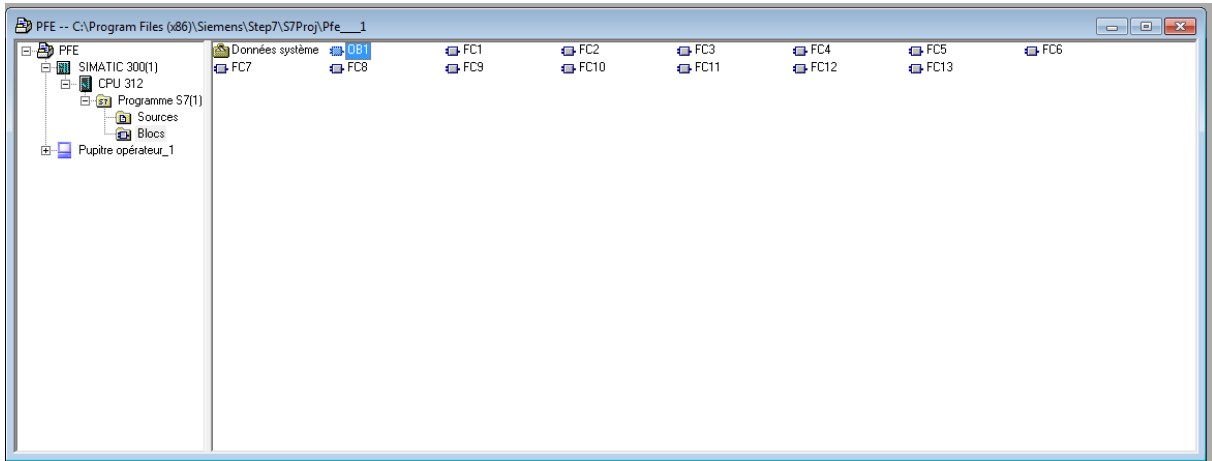 PFE -- C:\Program Files (x86)\Siemens\Step7\S7Proj\Pfe___1
PFE
SIMATIC 300(1)
CPU 312
Programme S7(1)
Sources
Blocs
Pupitre opérateur_1
Données système OB1 FC1 FC2 FC3 FC4 FC5 FC6
FC7 FC8 FC9 FC10 FC11 FC12 FC13